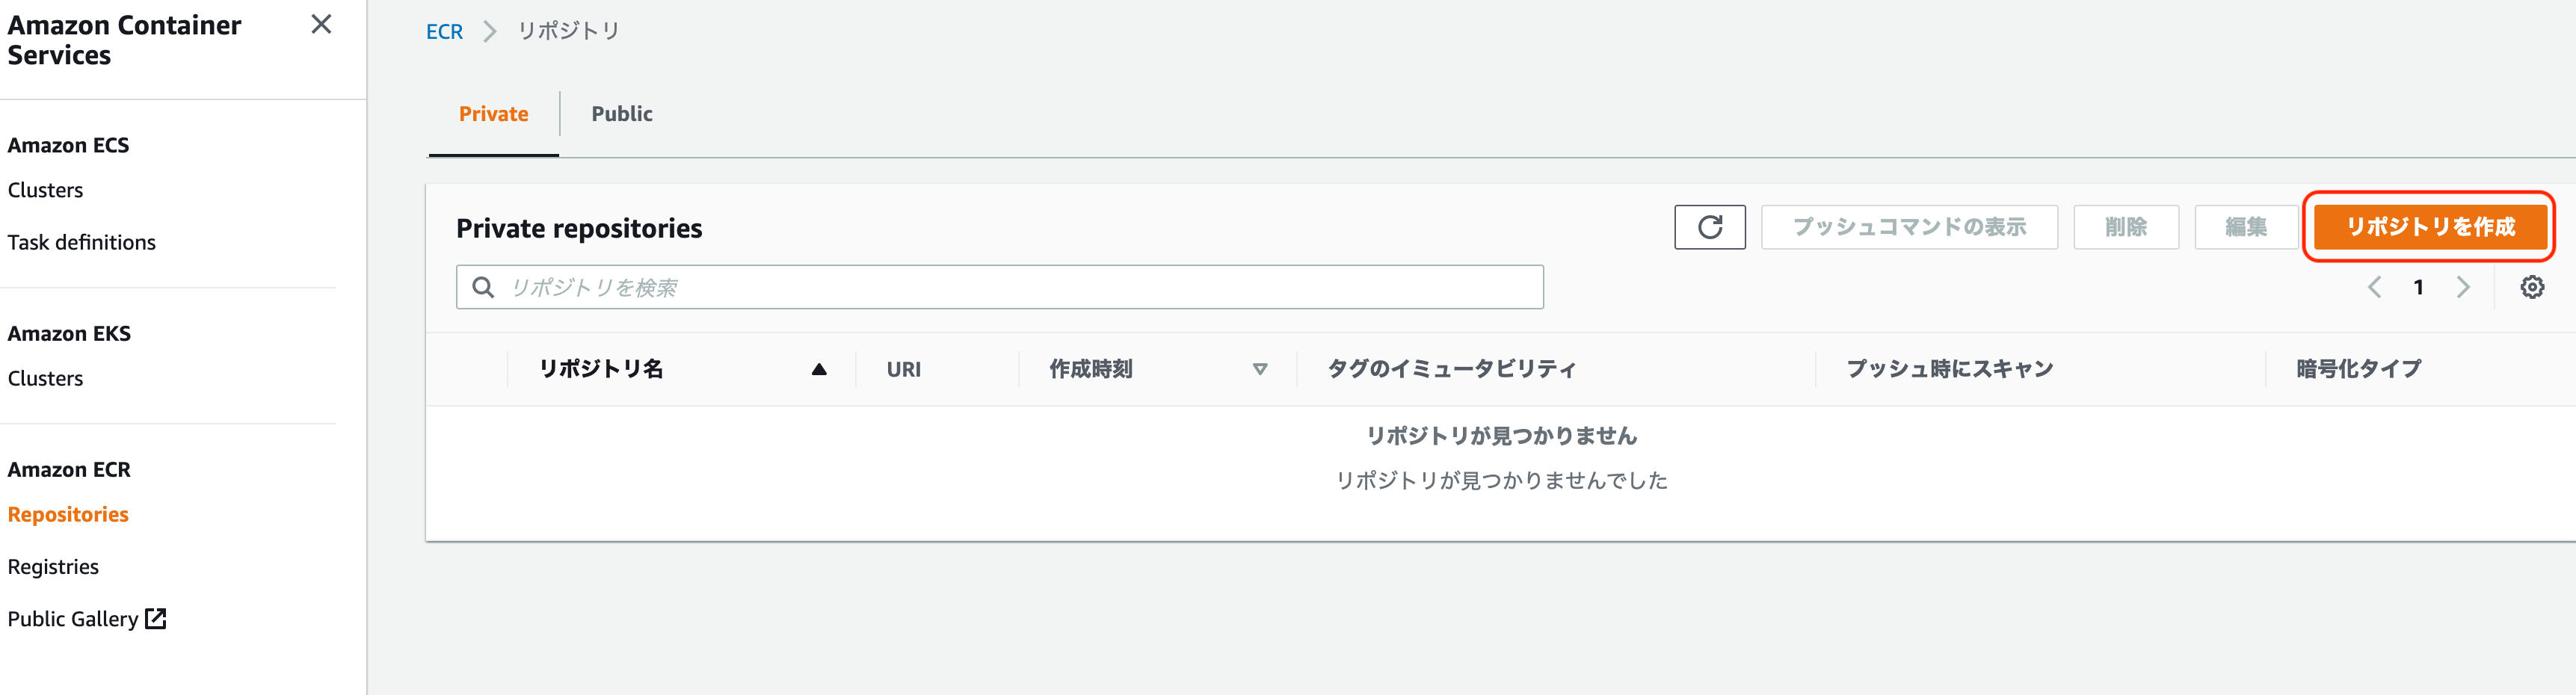 Amazon Container
Services
Amazon ECS
Clusters
Task definitions
Amazon EKS
Clusters
Amazon ECR
Repositories
Registries
Public Gallery
ECR リポジトリ
Private Public
Private repositories
プッシュコマンドの表示 削除 編集 リポジトリを作成
リポジトリを検索
1
リポジトリ名 URI 作成時刻 タグのイミュータビリティ プッシュ時にスキャン 暗号化タイプ
リポジトリが見つかりません
リポジトリが見つかりませんでした